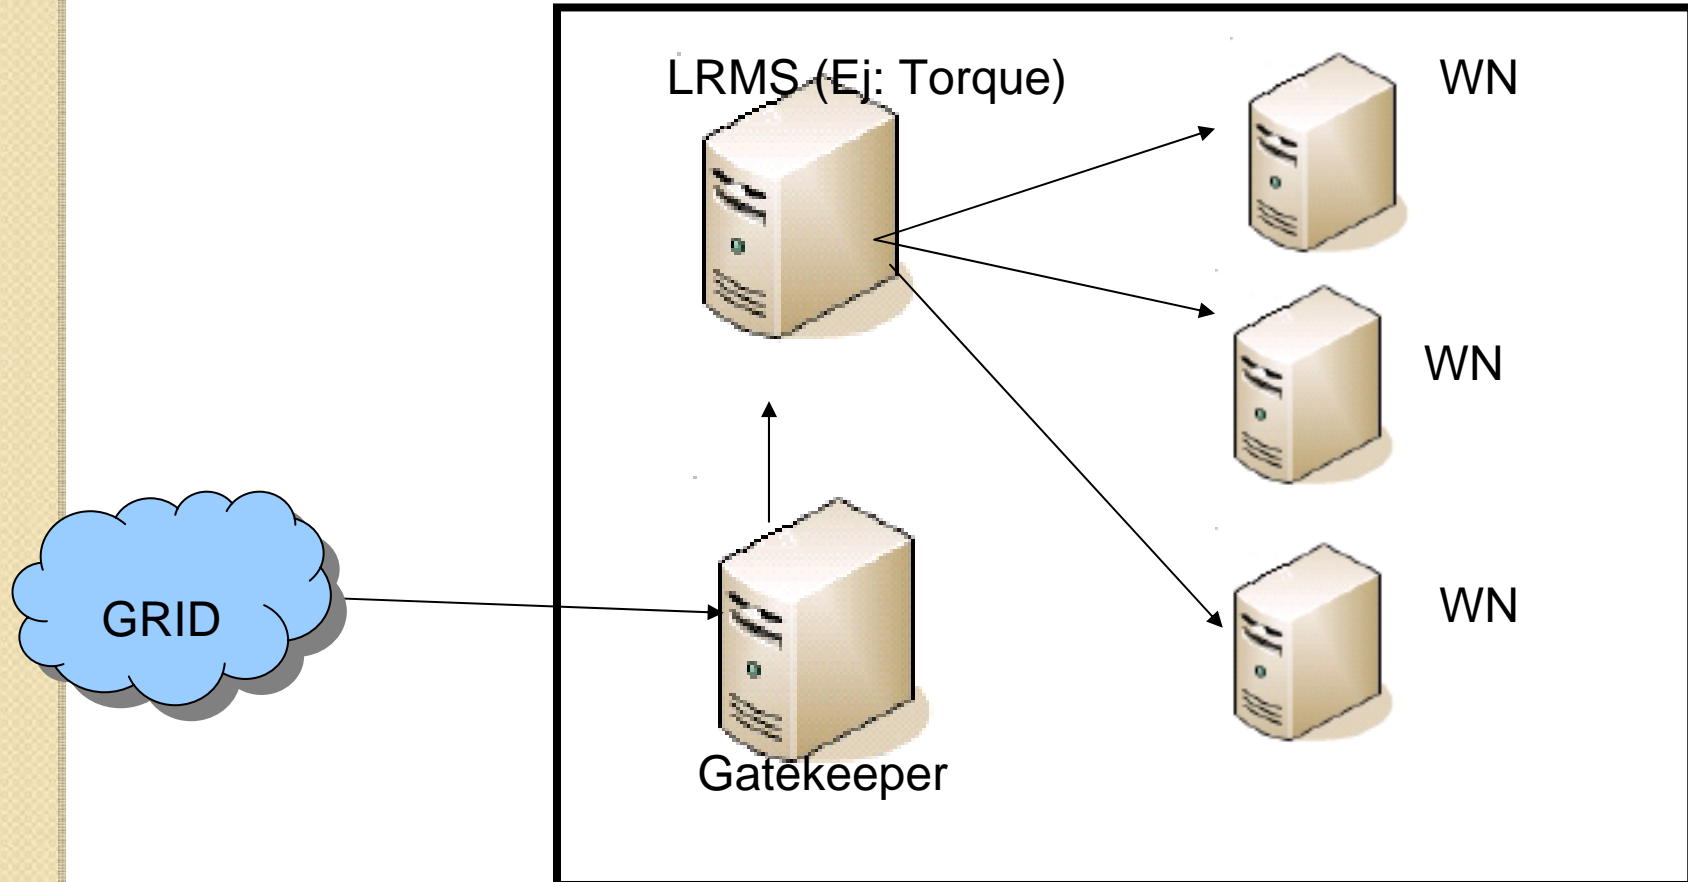 LRMS (Ej: Torque)
WN
WN
GRID
WN
Gatekeeper